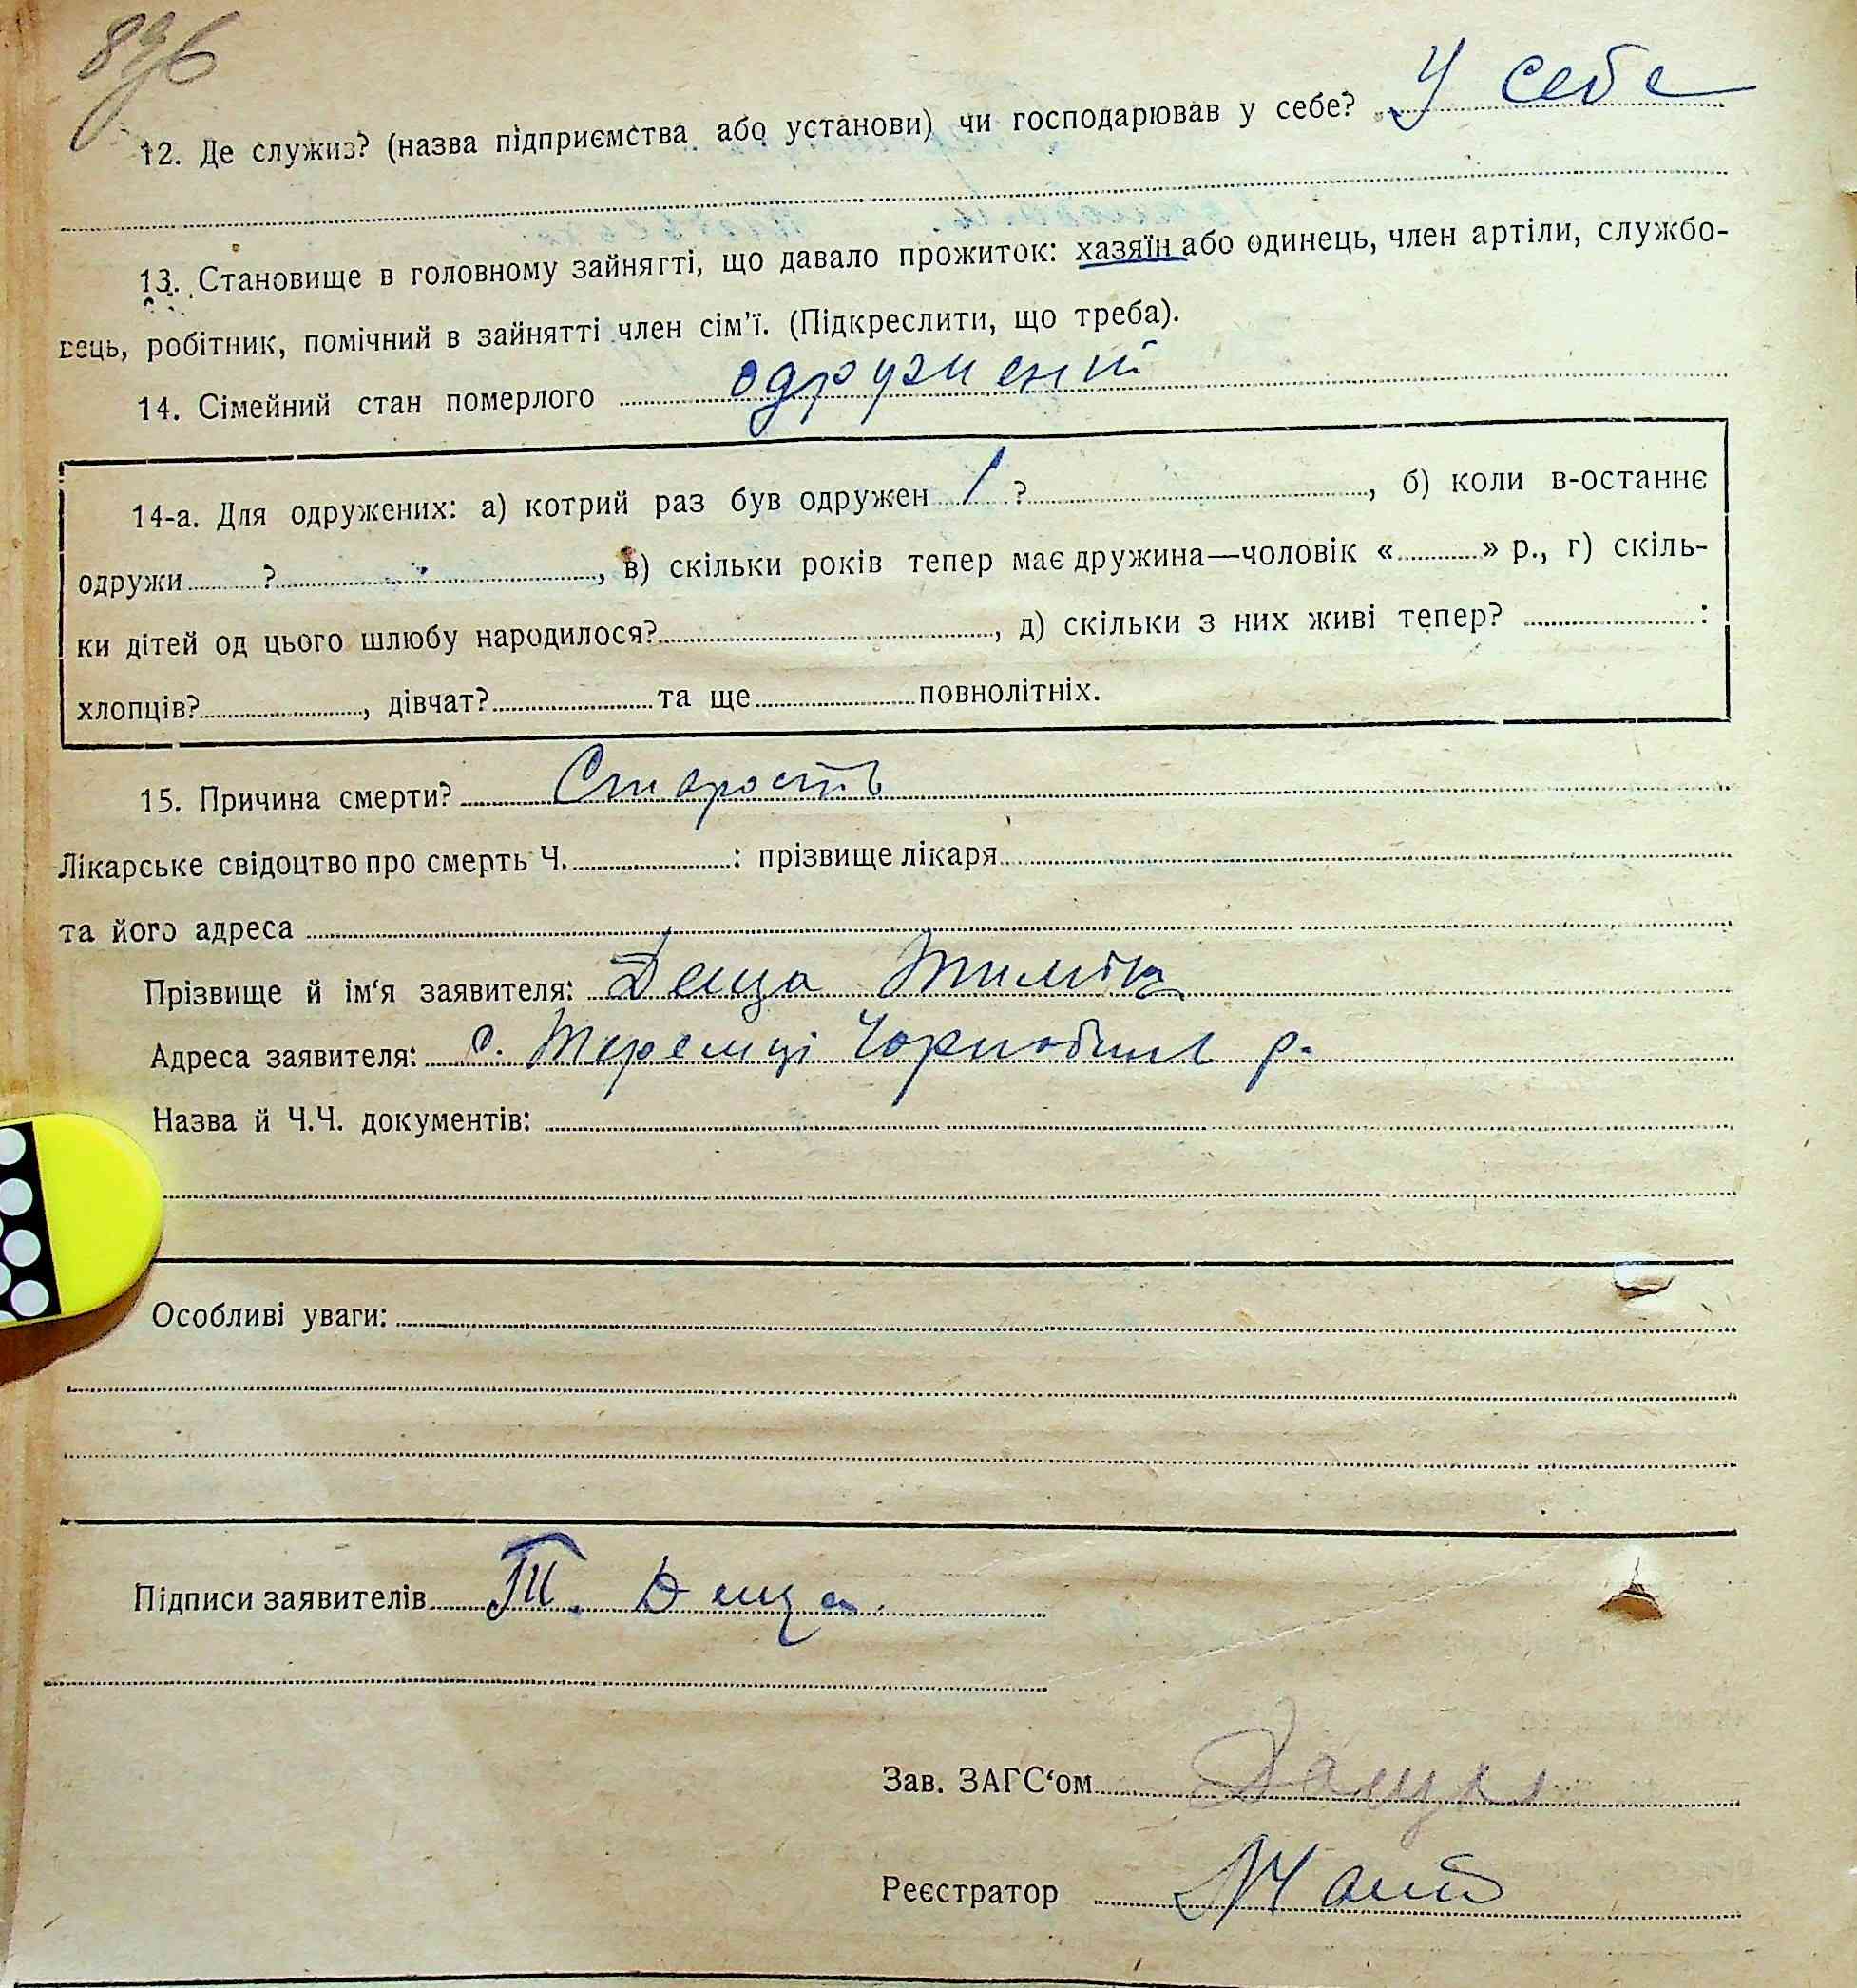 12. Де служив? (назва підприємства або установи) чи господарював у себе? У себе
13. Становище в головному зайнятті, що давало прожиток: хазяїн або одинець, член артіли, службо-
вець, робітник, помічний в зайнятті член сім'ї. (Підкреслити, що треба).
14. Сімейний стан померлого одружений
14-а. Для одружених: а) котрий раз був одружен 1 ?, б) коли в-останнє
одружи ?, в) скільки років тепер має дружина—чоловік « » р., г) скіль-
ки дітей од цього шлюбу народилося?, д) скільки з них живі тепер? :
хлопців?, дівчат? та ще повнолітніх.
15. Причина смерти? Старость
Лікарське свідоцтво про смерть Ч. : прізвище лікаря
та його адреса
Прізвище й ім‘я заявителя: Деща
Адреса заявителя: с. Теремці Чорнобиль р.
Назва й Ч.Ч. документів:
Особливі уваги:
Підписи заявителів Т. Деща
Зав. ЗАГС‘ом
Реєстратор